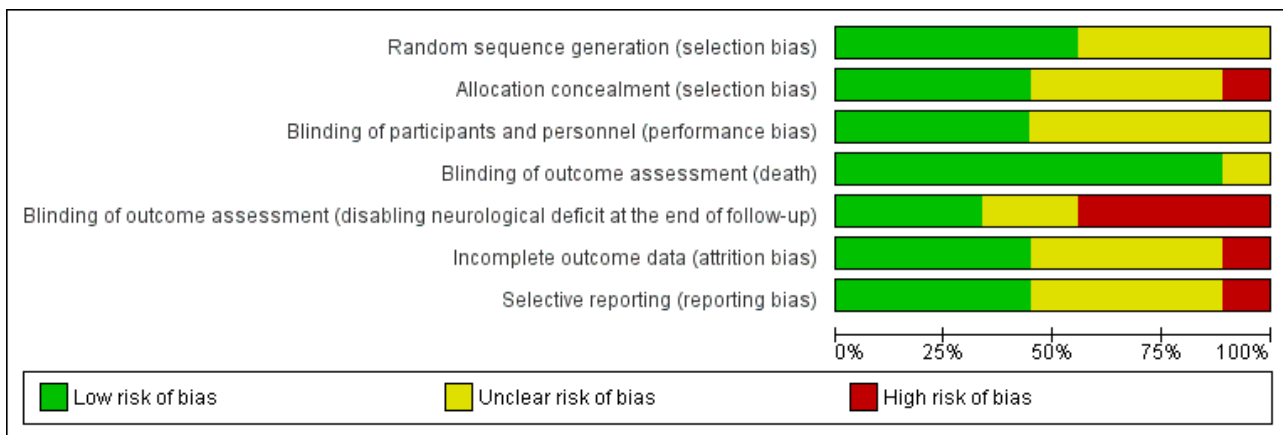 Random sequence generation (selection bias)
Allocation concealment (selection bias)
Blinding of participants and personnel (performance bias)
Blinding of outcome assessment (death)
Blinding of outcome assessment (disabling neurological deficit at the end of follow-up)
Incomplete outcome data (attrition bias)
Selective reporting (reporting bias)
0% 25% 50% 75% 100%
Low risk of bias Unclear risk of bias High risk of bias